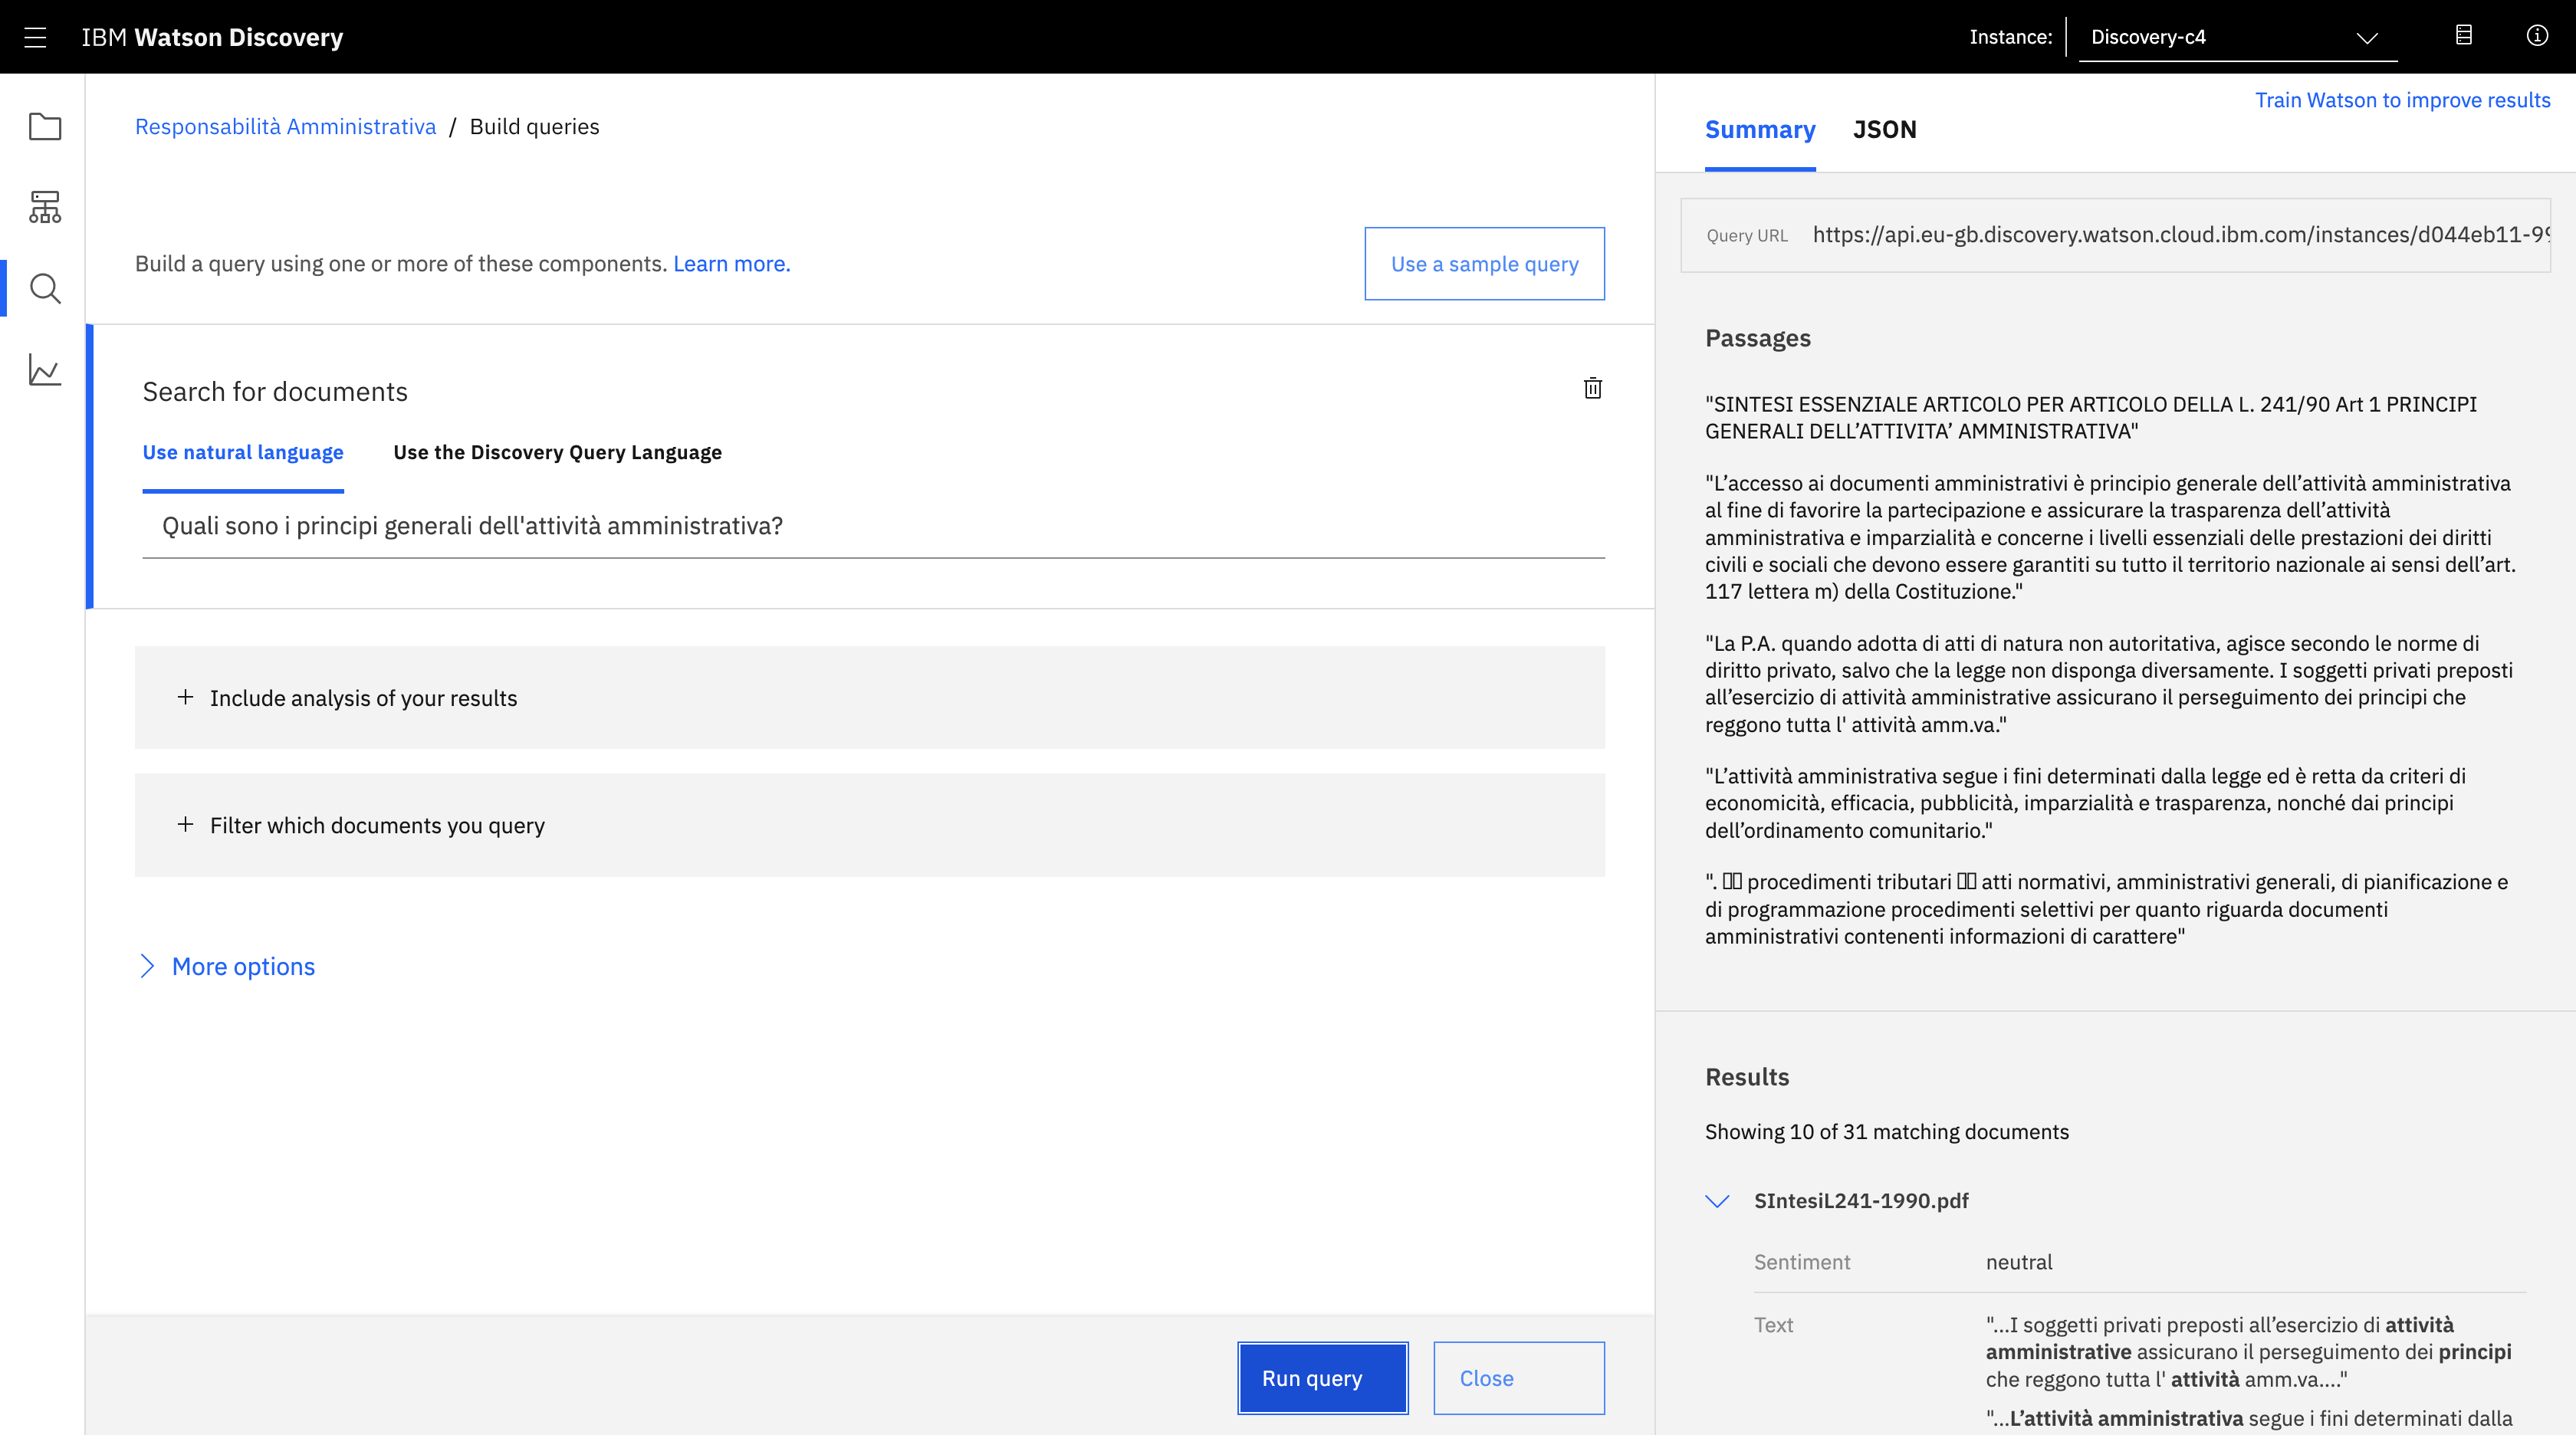 IBM Watson Discovery
Instance:
Discovery-c4
Responsabilità Amministrativa / Build queries
Build a query using one or more of these components. Learn more.
Use a sample query
Search for documents
Use natural language
Use the Discovery Query Language
Quali sono i principi generali dell'attività amministrativa?
+ Include analysis of your results
+ Filter which documents you query
More options
Run query
Close
Train Watson to improve results
Summary
JSON
Query URL https://api.eu-gb.discovery.watson.cloud.ibm.com/instances/d044eb11-99
Passages
"SINTESI ESSENZIALE ARTICOLO PER ARTICOLO DELLA L. 241/90 Art 1 PRINCIPI
GENERALI DELL’ATTIVITA’ AMMINISTRATIVA"
"L’accesso ai documenti amministrativi è principio generale dell’attività amministrativa
al fine di favorire la partecipazione e assicurare la trasparenza dell’attività
amministrativa e imparzialità e concerne i livelli essenziali delle prestazioni dei diritti
civili e sociali che devono essere garantiti su tutto il territorio nazionale ai sensi dell’art.
117 lettera m) della Costituzione."
"La P.A. quando adotta di atti di natura non autoritativa, agisce secondo le norme di
diritto privato, salvo che la legge non disponga diversamente. I soggetti privati preposti
all’esercizio di attività amministrative assicurano il perseguimento dei principi che
reggono tutta l' attività amm.va."
"L’attività amministrativa segue i fini determinati dalla legge ed è retta da criteri di
economicità, efficacia, pubblicità, imparzialità e trasparenza, nonché dai principi
dell’ordinamento comunitario."
". procedimenti tributari atti normativi, amministrativi generali, di pianificazione e
di programmazione procedimenti selettivi per quanto riguarda documenti
amministrativi contenenti informazioni di carattere"
Results
Showing 10 of 31 matching documents
SIntesiL241-1990.pdf
Sentiment neutral
Text "...I soggetti privati preposti all’esercizio di attività
amministrative assicurano il perseguimento dei principi
che reggono tutta l' attività amm.va...."
"...L’attività amministrativa segue i fini determinati dalla